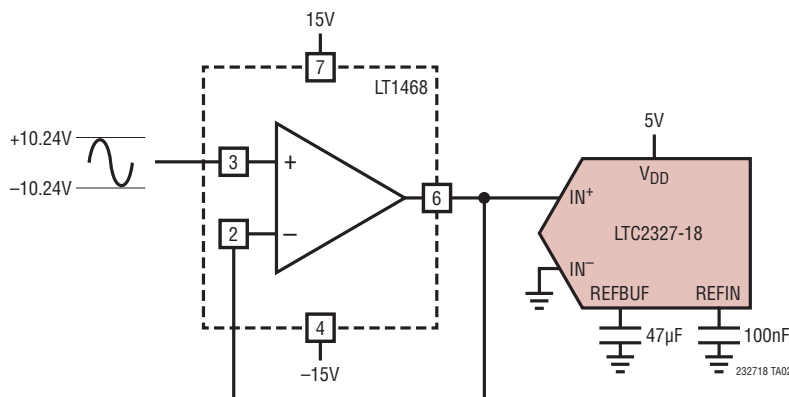 15V
7
LT1468
+10.24V
–10.24V
3
+
2
–
6
4
–15V
5V
VDD
IN+
LTC2327-18
IN–
REFBUF
REFIN
47µF
100nF
232718 TA02